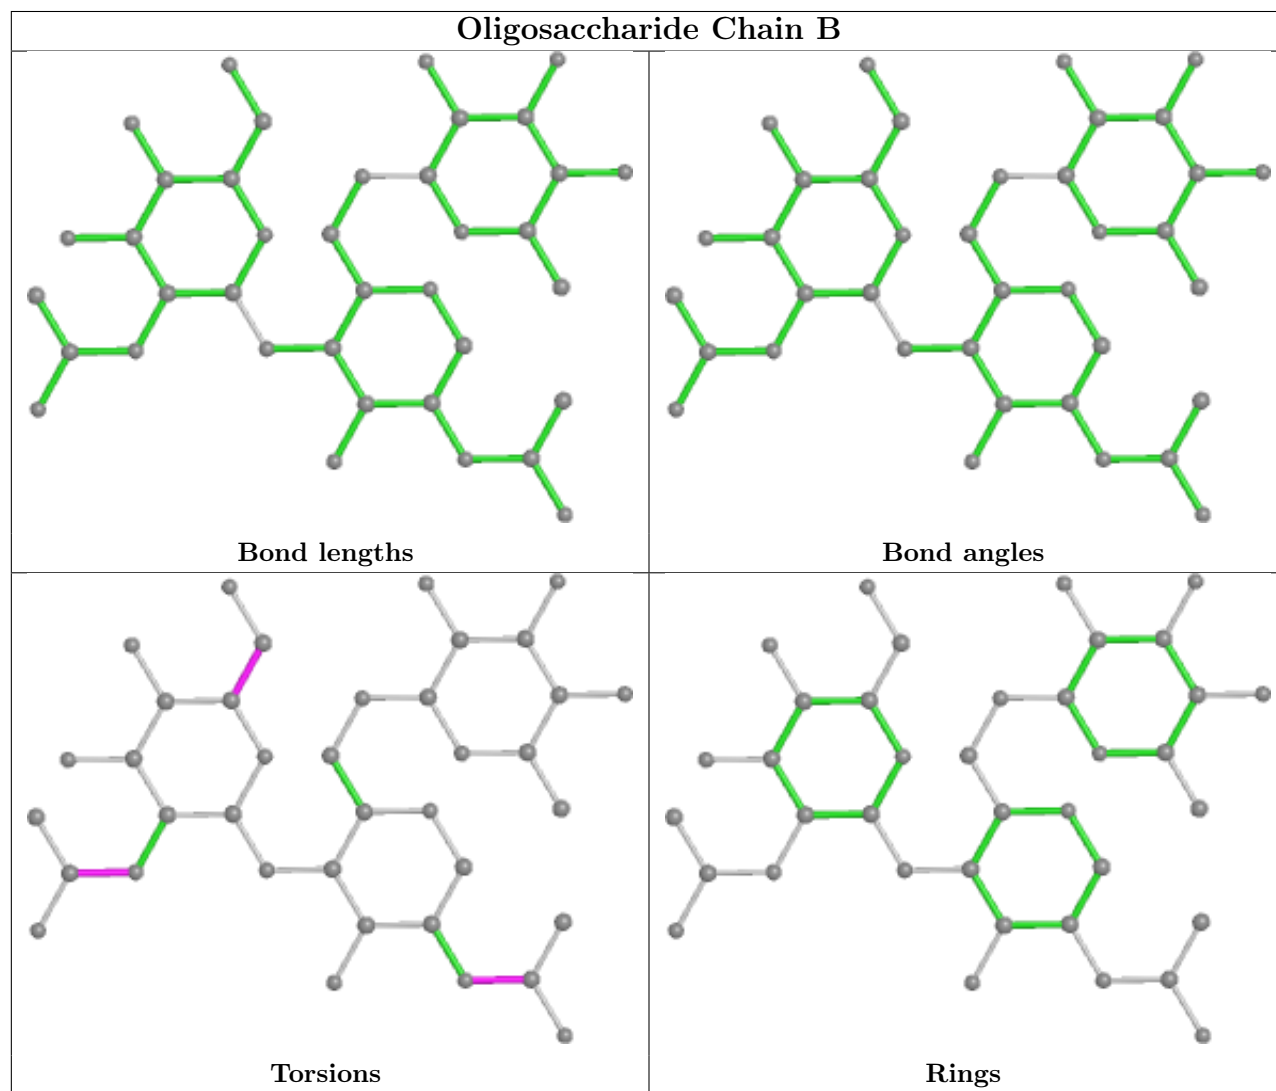 Oligosaccharide Chain B
Bond lengths
Bond angles
Torsions
Rings